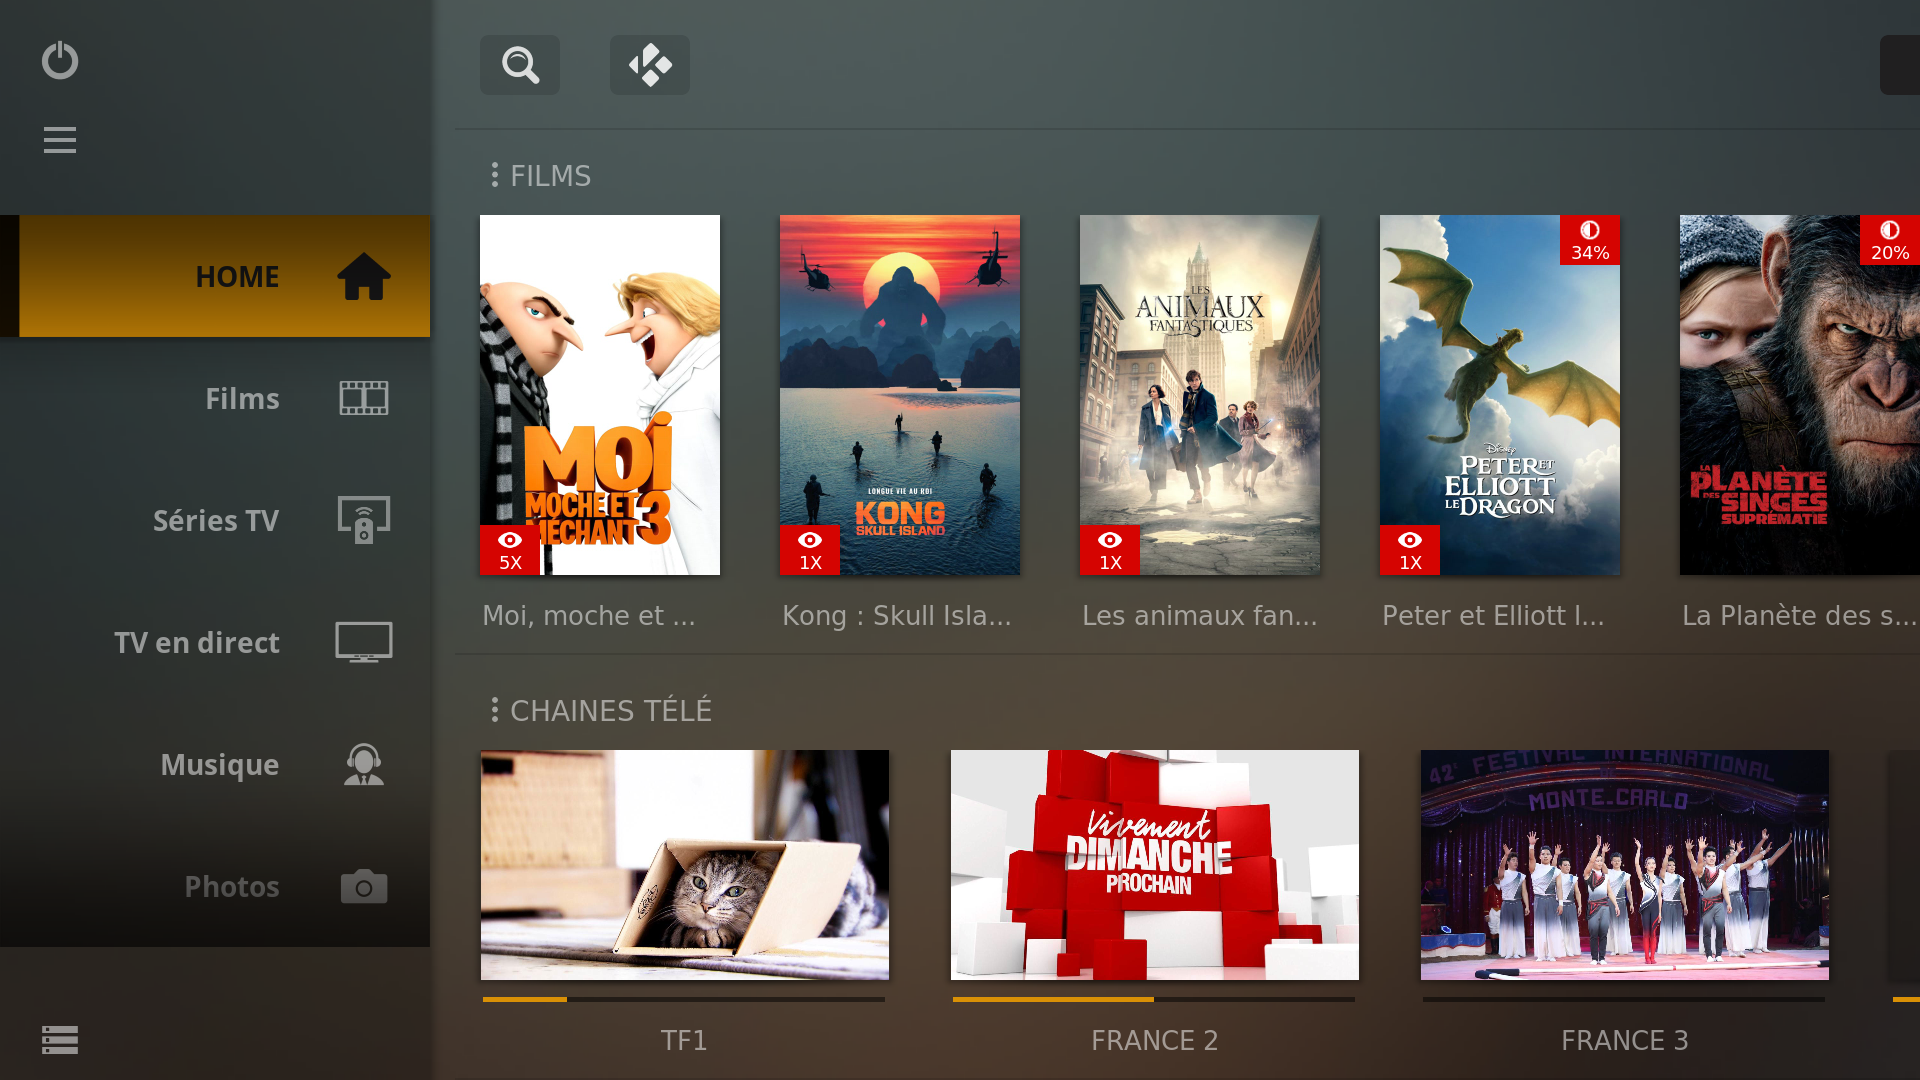 HOME
Films
Séries TV
TV en direct
Musique
Photos
FILMS
MOI
MOCHE ET
MÉCHANT 3
5X
Moi, moche et ...
LONGUE VIE AU ROI
KONG
SKULL ISLAND
1X
Kong : Skull Isla...
LES
ANIMAUX
FANTASTIQUES
1X
Les animaux fan...
34%
DISNEY
PETER ET
ELLIOTT
LE DRAGON
1X
Peter et Elliott l...
20%
LA
PLANÈTE
DES
SINGES
SUPRÉMATIE
La Planète des s...
CHAINES TÉLÉ
TF1
Vivement
DIMANCHE
PROCHAIN
FRANCE 2
42e FESTIVAL INTERNATIONAL
MONTE-CARLO
FRANCE 3